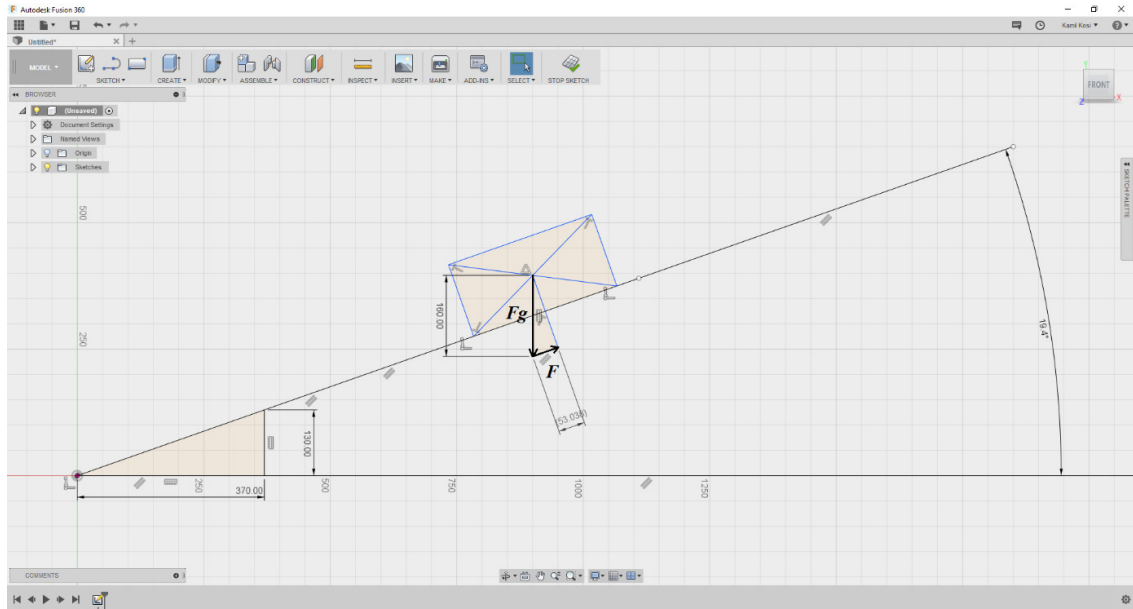 Autodesk Fusion 360
Kamil Kosi
Untitled*
MODEL
SKETCH
CREATE
MODIFY
ASSEMBLE
CONSTRUCT
INSPECT
INSERT
MAKE
ADD-INS
SELECT
STOP SKETCH
BROWSER
(Unsaved)
Document Settings
Named Views
Origin
Sketches
Y
FRONT
Z
X
SKETCH PALETTE
500
250
160.00
Fg
F
(53.038)
19.4°
130.00
370.00
250
500
750
1000
1250
COMMENTS